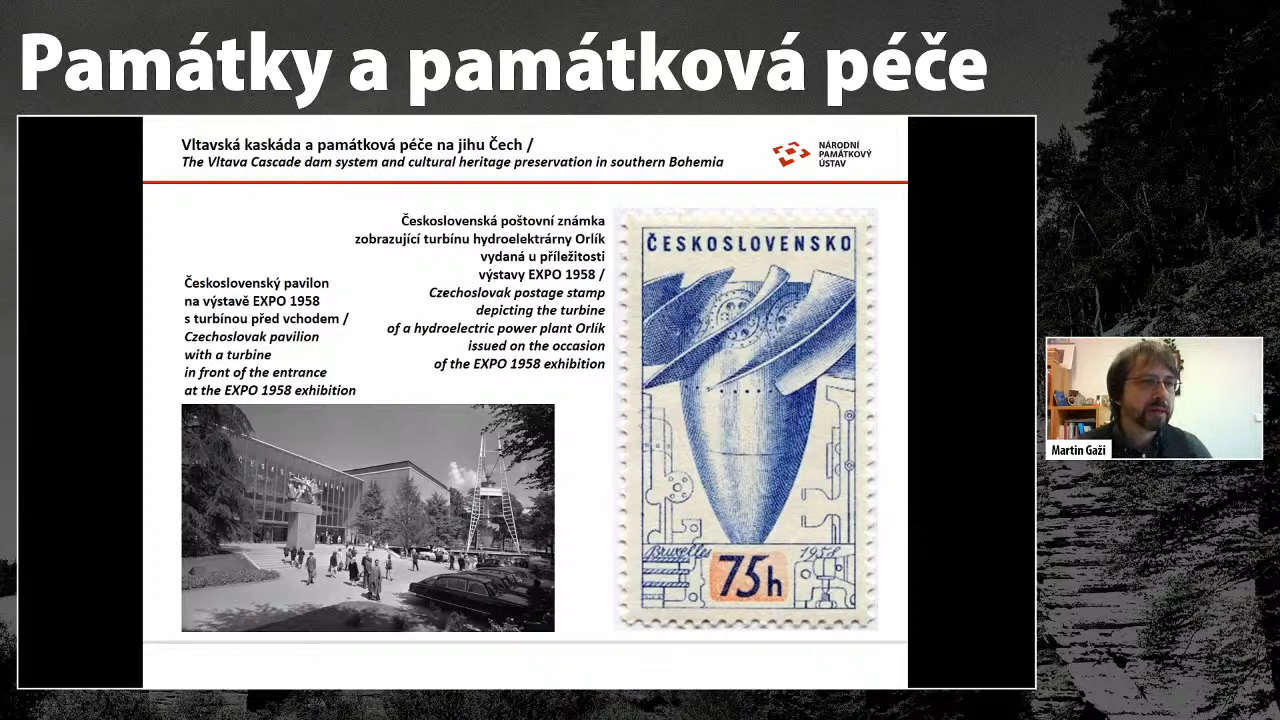 Památky a památková péče
Vltavská kaskáda a památková péče na jihu Čech /
The Vltava Cascade dam system and cultural heritage preservation in southern Bohemia
NÁRODNÍ
PAMÁTKOVÝ
ÚSTAV
Československá poštovní známka
zobrazující turbínu hydroelektrárny Orlík
vydaná u příležitosti
výstavy EXPO 1958 /
Czechoslovak postage stamp
depicting the turbine
of a hydroelectric power plant Orlík
issued on the occasion
of the EXPO 1958 exhibition
Československý pavilon
na výstavě EXPO 1958
s turbínou před vchodem /
Czechoslovak pavilion
with a turbine
in front of the entrance
at the EXPO 1958 exhibition
ČESKOSLOVENSKO
Bruxelles 1958
75h
Martin Gaží